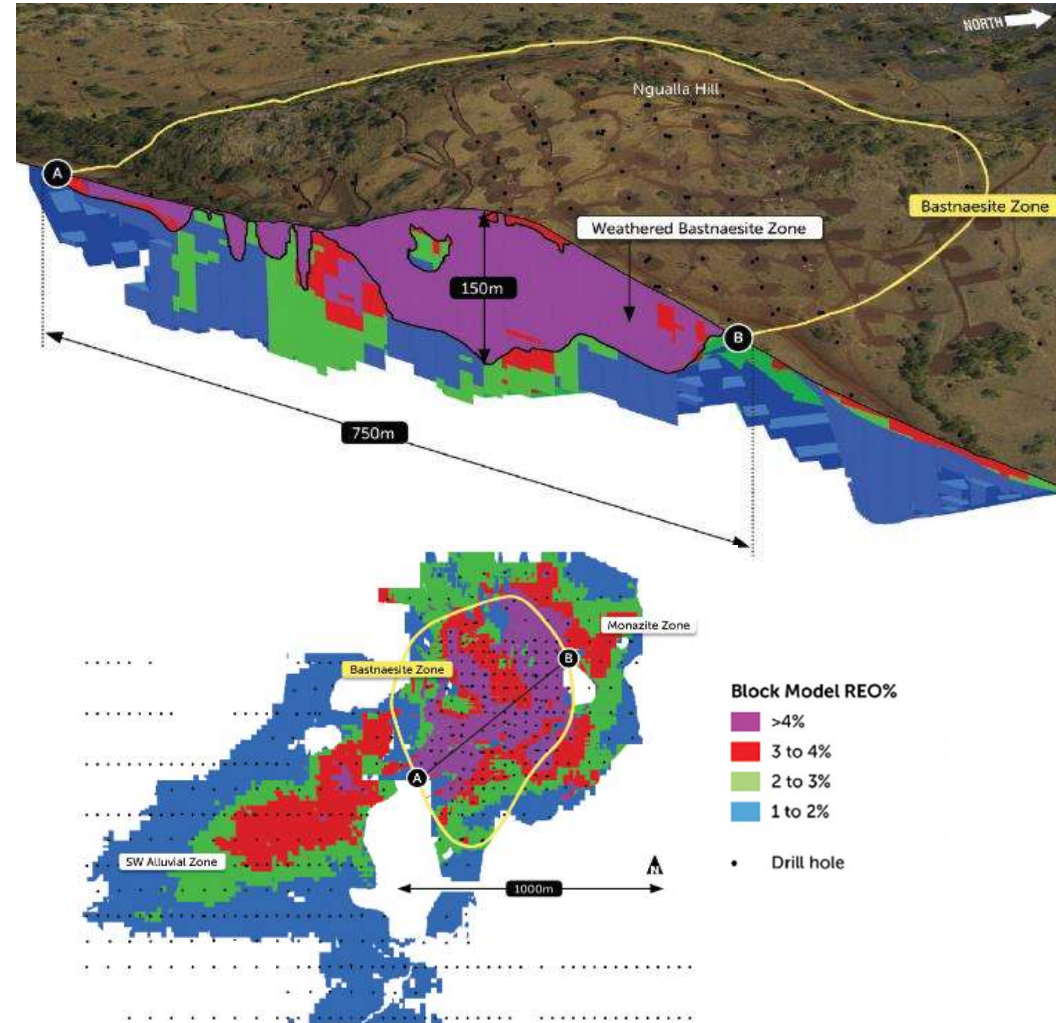 NORTH
Ngualla Hill
A
Bastnaesite Zone
Weathered Bastnaesite Zone
150m
B
750m
Monazite Zone
Bastnaesite Zone
B
A
SW Alluvial Zone
N
1000m
Block Model REO%
>4%
3 to 4%
2 to 3%
1 to 2%
Drill hole